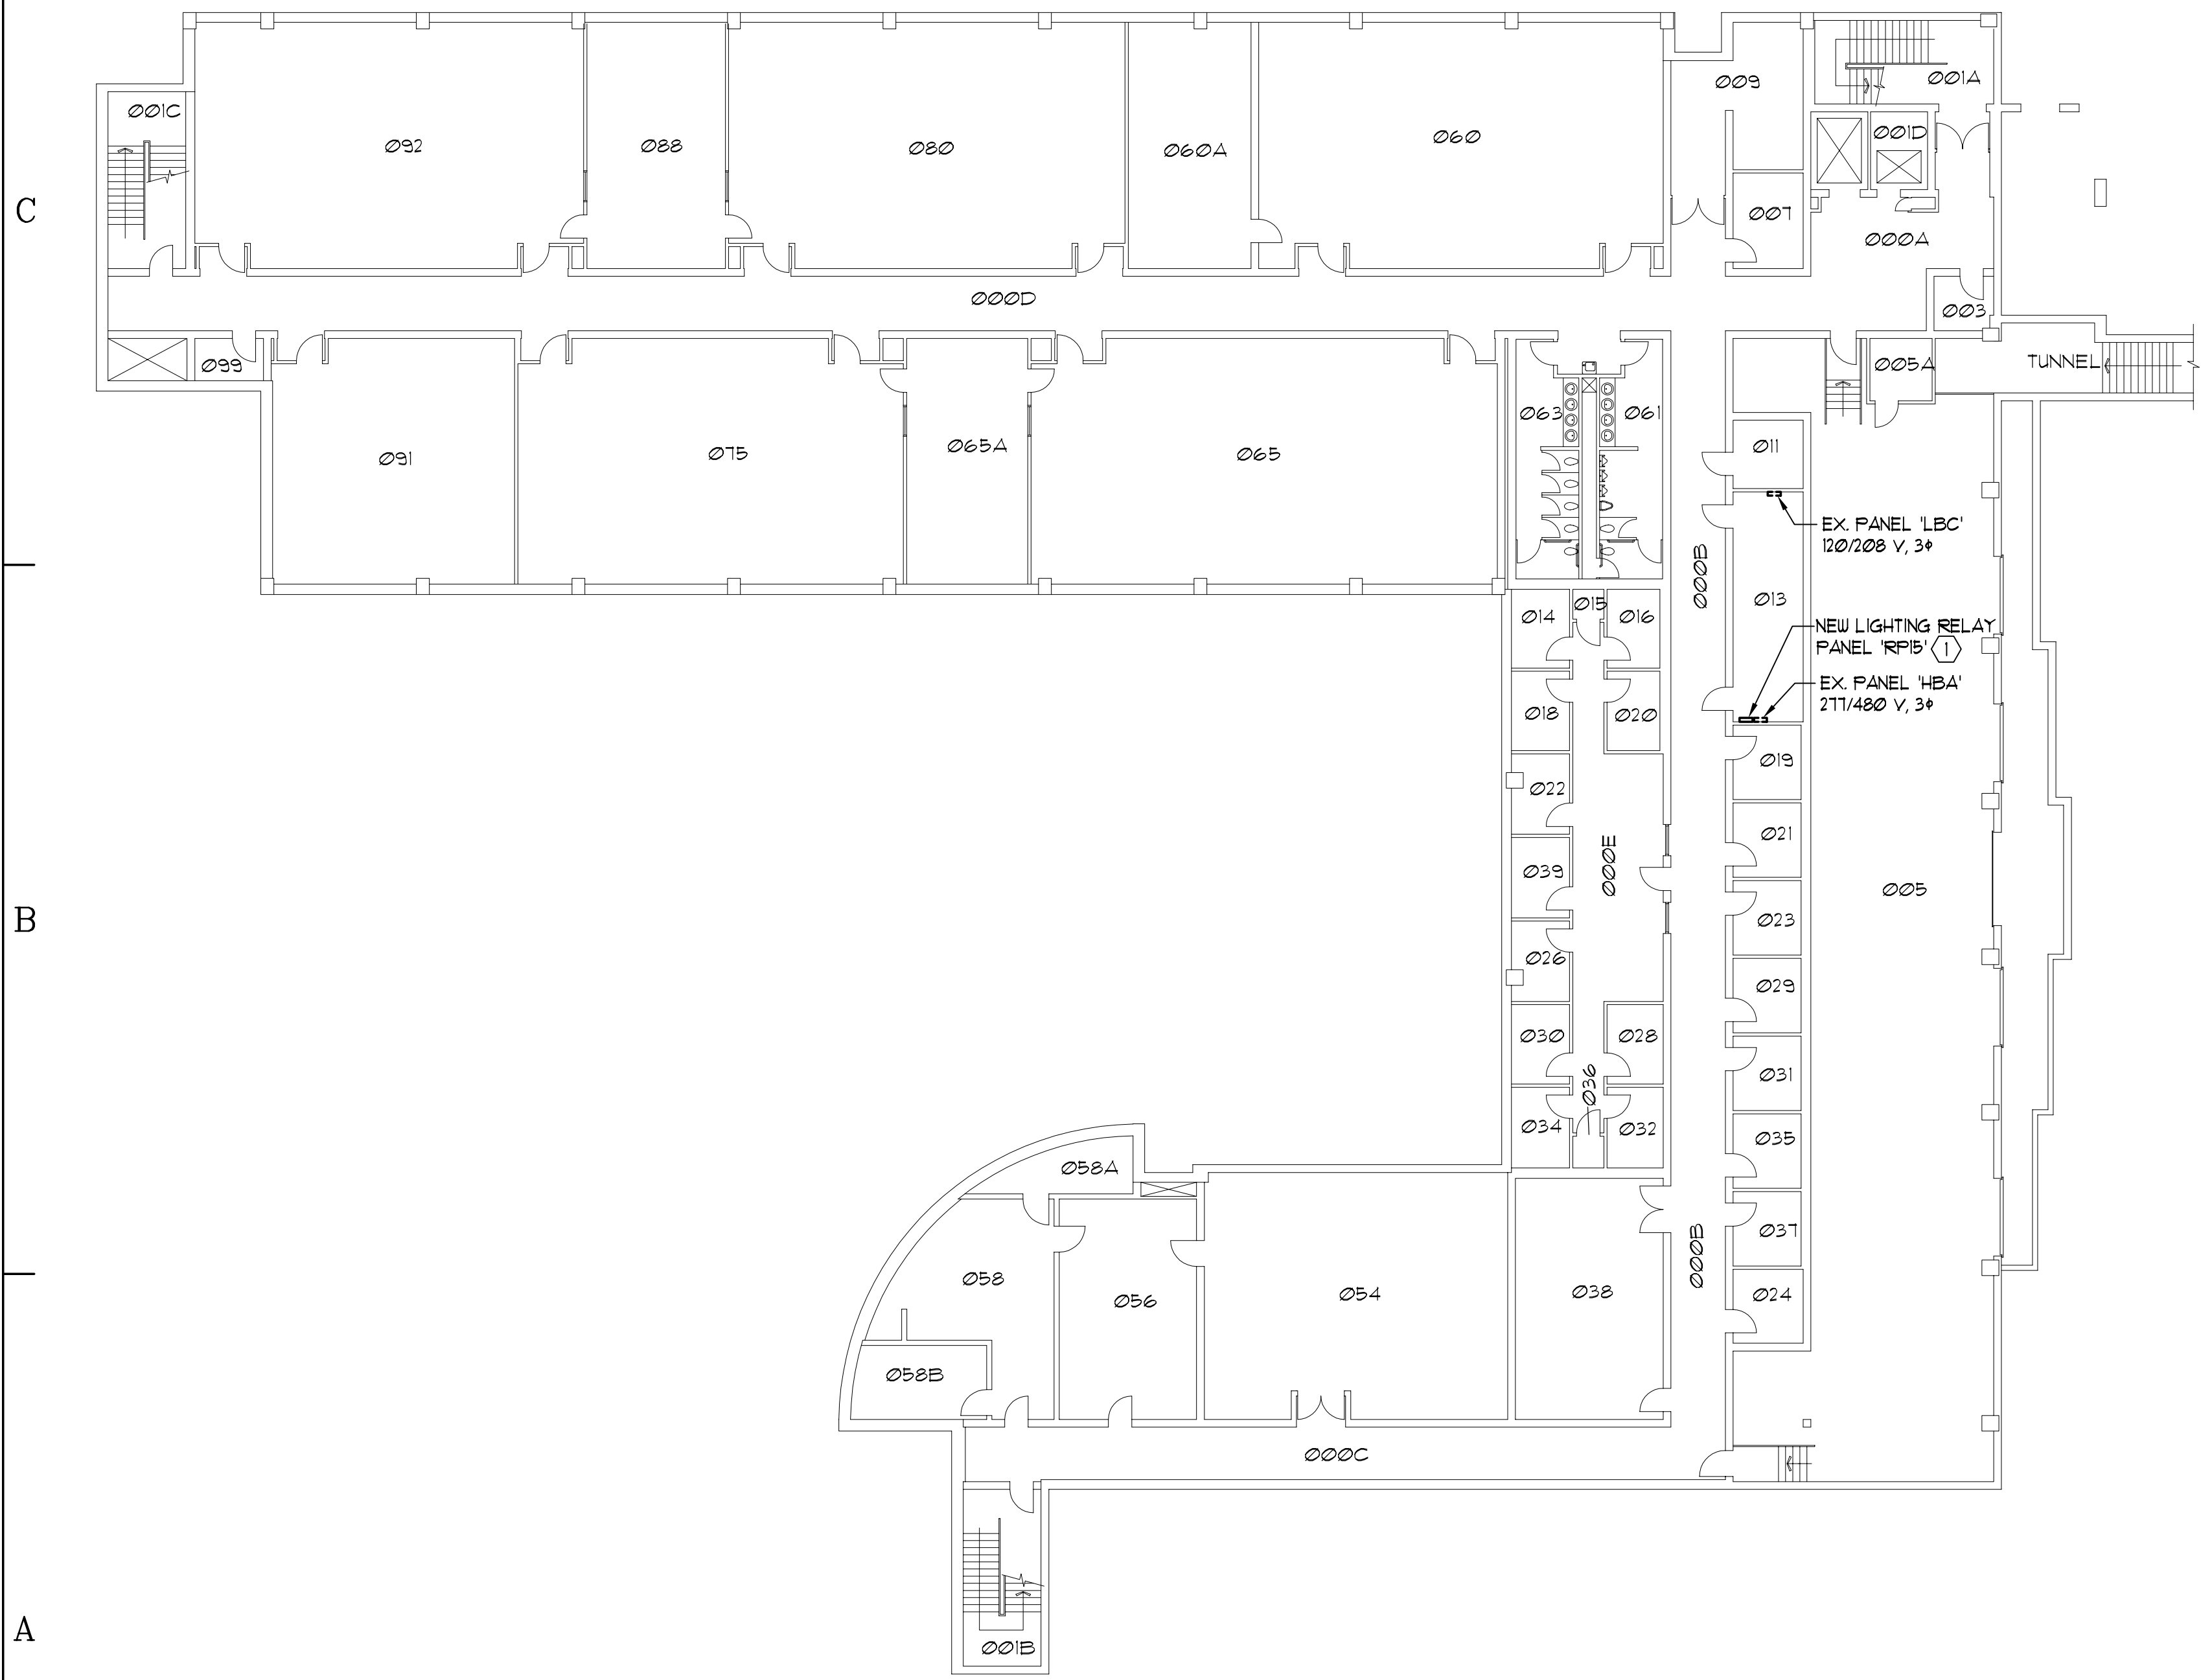 001C
092
088
080
060A
060
009
001A
001D
C
007
000A
000D
003
099
005A
TUNNEL
063
061
091
075
065A
065
011
EX. PANEL 'LBC'
120/208 V, 3φ
000B
013
014
015
016
NEW LIGHTING RELAY
PANEL 'RP15' 1
EX. PANEL 'HBA'
277/480 V, 3φ
018
020
019
022
021
039
000E
005
B
023
026
029
030
028
036
031
034
032
035
058A
037
000B
058
056
054
038
024
058B
000C
A
001B